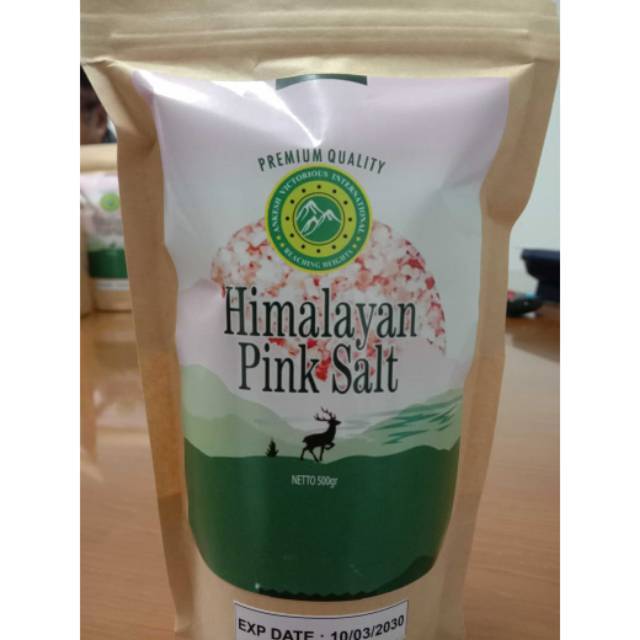 PREMIUM QUALITY
ANKESH VICTORIOUS INTERNATIONAL
REACHING HEIGHTS
Himalayan
Pink Salt
NETTO 500gr
EXP DATE : 10/03/2030